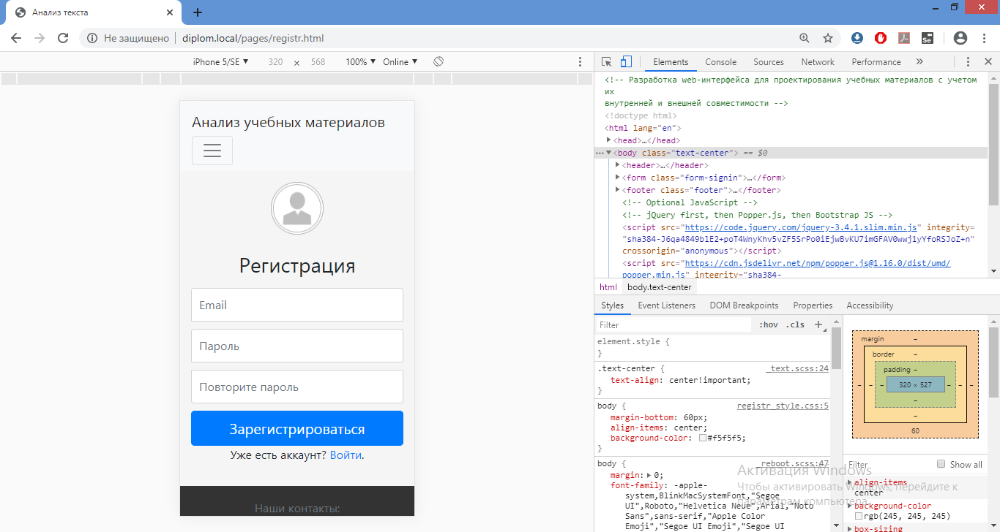 Анализ текста
Не защищено | diplom.local/pages/registr.html
iPhone 5/SE ▼ 320 × 568 100% ▼ Online ▼
Анализ учебных материалов
Регистрация
Email
Пароль
Повторите пароль
Зарегистрироваться
Уже есть аккаунт? Войти.
Наши контакты:
Elements Console Sources Network Performance »
<!-- Разработка web-интерфейса для проектирования учебных материалов с учетом
их
внутренней и внешней совместимости -->
<!doctype html>
<html lang="en">
<head>…</head>
<body class="text-center"> == $0
<header>…</header>
<form class="form-signin">…</form>
<footer class="footer">…</footer>
<!-- Optional JavaScript -->
<!-- jQuery first, then Popper.js, then Bootstrap JS -->
<script src="https://code.jquery.com/jquery-3.4.1.slim.min.js" integrity=
"sha384-J6qa4849blE2+poT4WnyKhv5vZF5SrPo0iEjwBvKU7imGFAV0wwj1yYfoRSJoZ+n"
crossorigin="anonymous"></script>
<script src="https://cdn.jsdelivr.net/npm/popper.js@1.16.0/dist/umd/
popper.min.js" integrity="sha384-
html body.text-center
Styles Event Listeners DOM Breakpoints Properties Accessibility
Filter :hov .cls +
element.style {
}
.text-center { _text.scss:24
text-align: center!important;
}
body { registr_style.css:5
margin-bottom: 60px;
align-items: center;
background-color: #f5f5f5;
}
body { _reboot.scss:47
margin: 0;
font-family: -apple-
system,BlinkMacSystemFont,"Segoe
UI",Roboto,"Helvetica Neue",Arial,"Noto
Sans",sans-serif,"Apple Color
Emoji","Segoe UI Emoji","Segoe UI
margin –
border –
padding –
– – – 320 × 527 – – –
–
–
60
Filter Show all
align-items
center
background-color
rgb(245, 245, 245)
box-sizing
Активация Windows
Чтобы активировать Windows, перейдите к
параметрам компьютера.